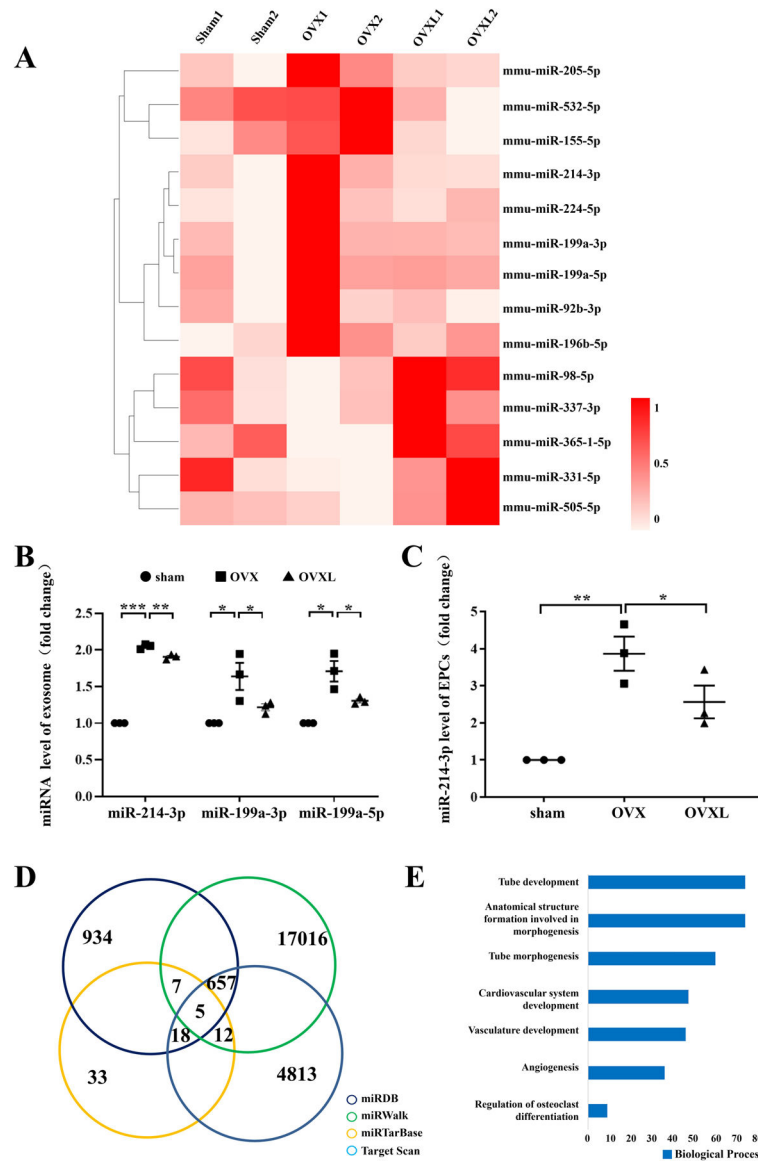 A
Sham1
Sham2
OVX1
OVX2
OVXL1
OVXL2
mmu-miR-205-5p
mmu-miR-532-5p
mmu-miR-155-5p
mmu-miR-214-3p
mmu-miR-224-5p
mmu-miR-199a-3p
mmu-miR-199a-5p
mmu-miR-92b-3p
mmu-miR-196b-5p
mmu-miR-98-5p
mmu-miR-337-3p
mmu-miR-365-1-5p
mmu-miR-331-5p
mmu-miR-505-5p
1
0.5
0
B
sham OVX OVXL
miRNA level of exosome（fold change）
2.5
2.0
1.5
1.0
0.5
0.0
*** ** * * * *
miR-214-3p miR-199a-3p miR-199a-5p
C
miR-214-3p level of EPCs（fold change）
5
4
3
2
1
0
** *
sham OVX OVXL
D
934
17016
7
657
5
18
12
33
4813
miRDB
miRWalk
miRTarBase
Target Scan
E
Tube development
Anatomical structure
formation involved in
morphogenesis
Tube morphogenesis
Cardiovascular system
development
Vasculature development
Angiogenesis
Regulation of osteoclast
differentiation
0 10 20 30 40 50 60 70 80
Biological Proces